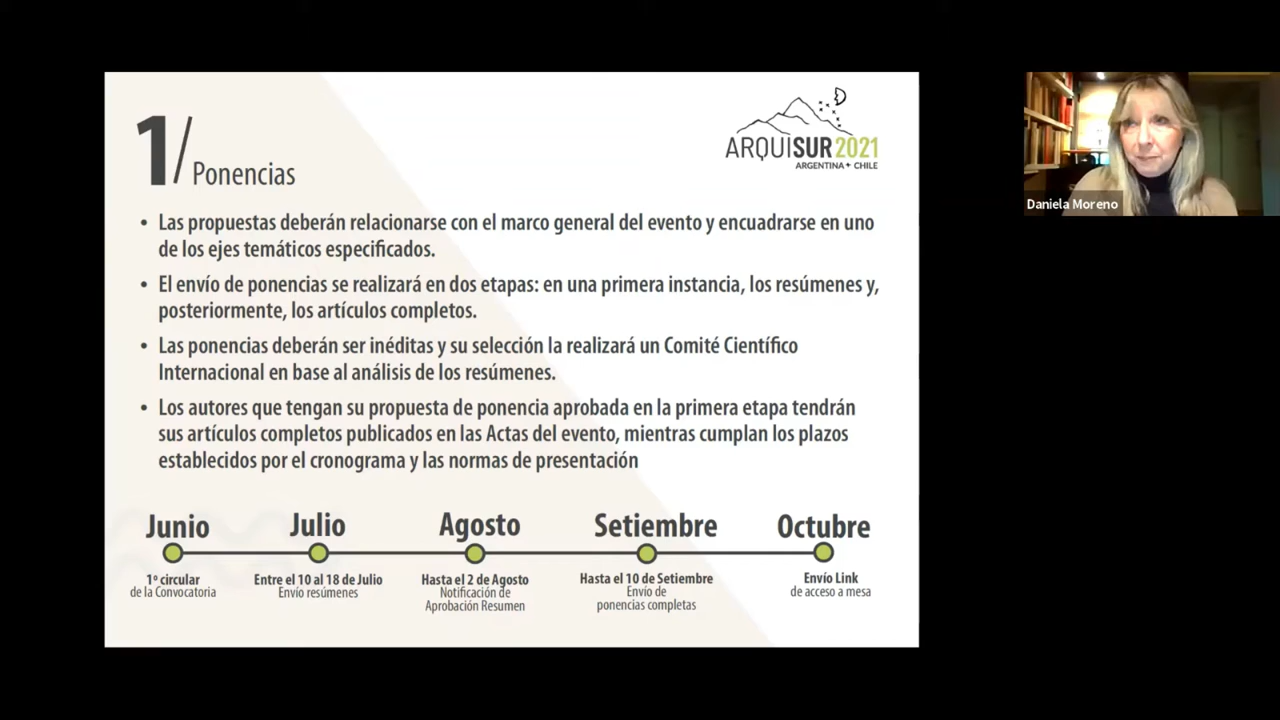 1/ Ponencias
ARQUISUR 2021
ARGENTINA + CHILE
• Las propuestas deberán relacionarse con el marco general del evento y encuadrarse en uno
de los ejes temáticos especificados.
• El envío de ponencias se realizará en dos etapas: en una primera instancia, los resúmenes y,
posteriormente, los artículos completos.
• Las ponencias deberán ser inéditas y su selección la realizará un Comité Científico
Internacional en base al análisis de los resúmenes.
• Los autores que tengan su propuesta de ponencia aprobada en la primera etapa tendrán
sus artículos completos publicados en las Actas del evento, mientras cumplan los plazos
establecidos por el cronograma y las normas de presentación
Junio
1º circular
de la Convocatoria
Julio
Entre el 10 al 18 de Julio
Envío resúmenes
Agosto
Hasta el 2 de Agosto
Notificación de
Aprobación Resumen
Setiembre
Hasta el 10 de Setiembre
Envío de
ponencias completas
Octubre
Envío Link
de acceso a mesa
Daniela Moreno